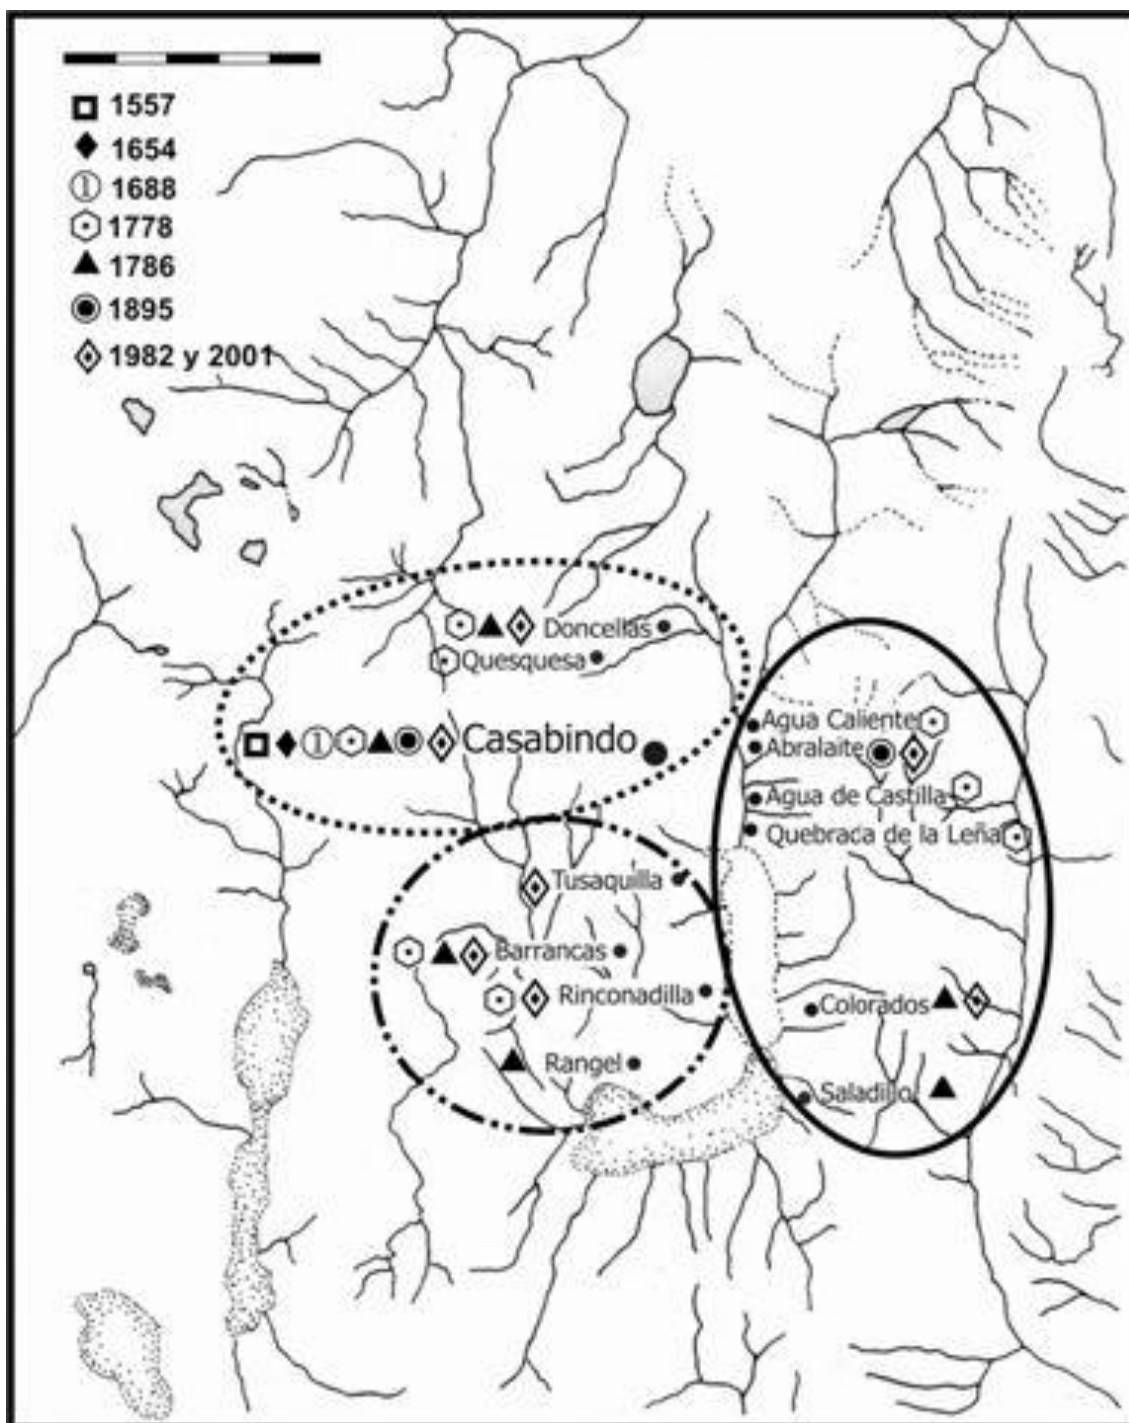 1557
1654
1688
1778
1786
1895
1982 y 2001
Doncellas
Quesquesa
Casabindo
Agua Caliente
Abralaite
Agua de Castilla
Quebraca de la Leña
Tusaquilla
Barrancas
Rinconadilla
Rangel
Colorados
Saladillo